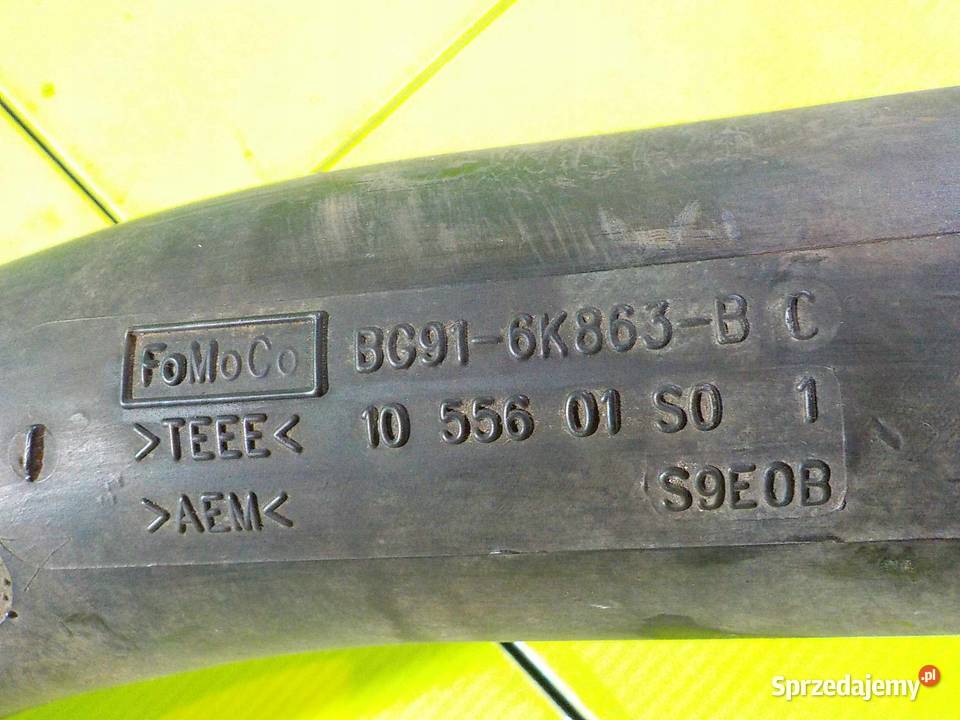 FoMoCo BG91-6K863-B C
>TEEE< 10 556 01 S0 1
>AEM< S9E0B
Sprzedajemy.pl